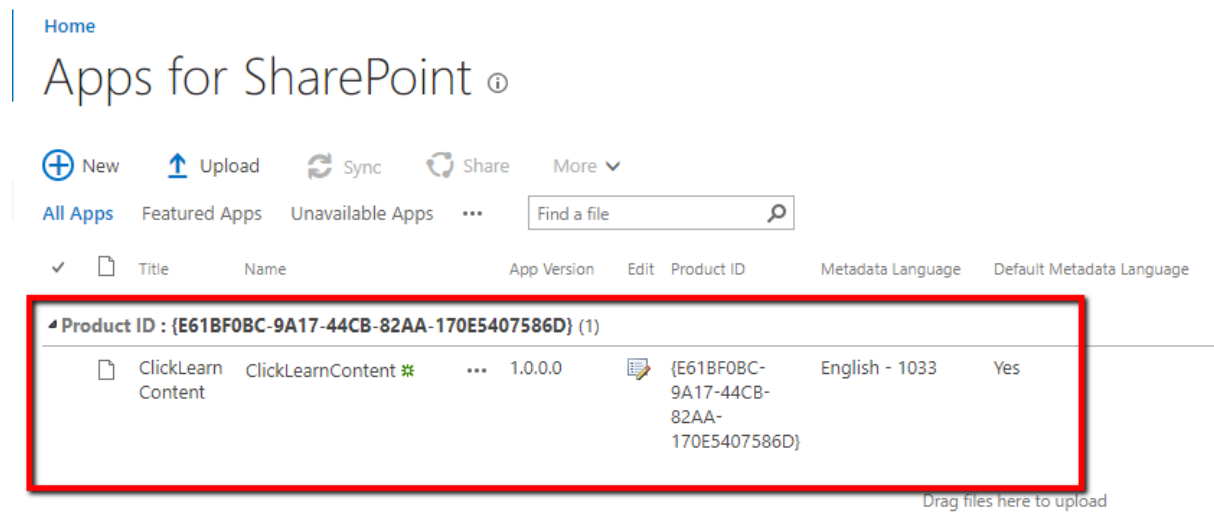 Home
Apps for SharePoint
New Upload Sync Share More
All Apps Featured Apps Unavailable Apps ... Find a file
Title Name App Version Edit Product ID Metadata Language Default Metadata Language
Product ID : {E61BF0BC-9A17-44CB-82AA-170E5407586D} (1)
ClickLearn ClickLearnContent ... 1.0.0.0 {E61BF0BC- English - 1033 Yes
Content 9A17-44CB-
82AA-
170E5407586D}
Drag files here to upload